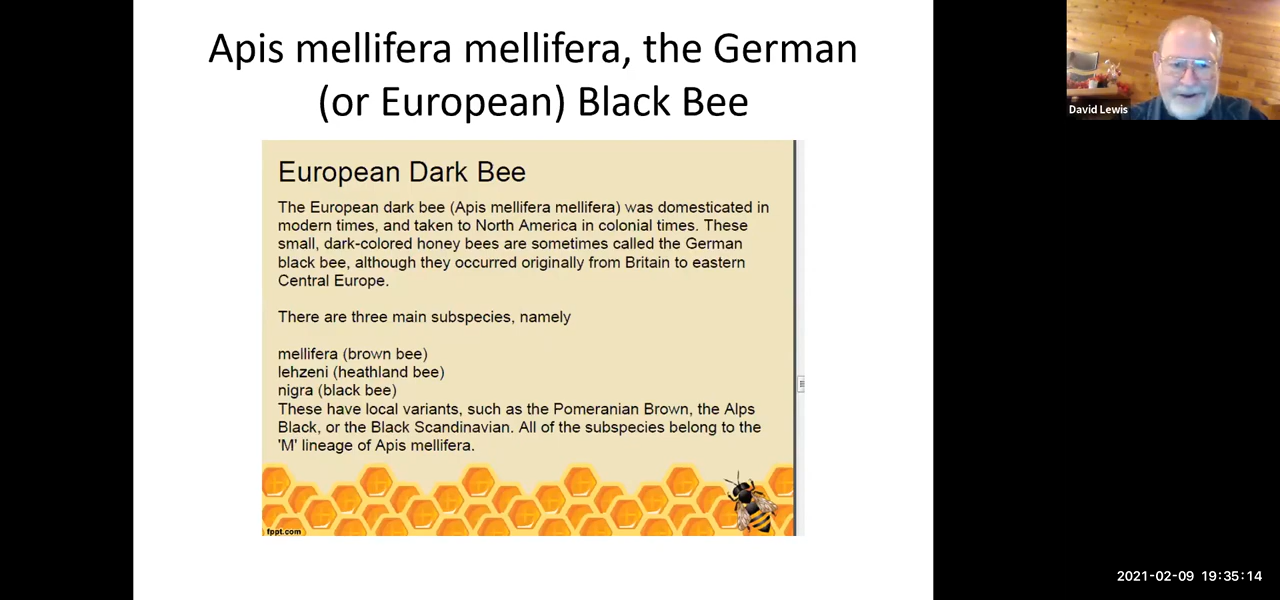 Apis mellifera mellifera, the German
(or European) Black Bee
David Lewis
European Dark Bee
The European dark bee (Apis mellifera mellifera) was domesticated in
modern times, and taken to North America in colonial times. These
small, dark-colored honey bees are sometimes called the German
black bee, although they occurred originally from Britain to eastern
Central Europe.
There are three main subspecies, namely
mellifera (brown bee)
lehzeni (heathland bee)
nigra (black bee)
These have local variants, such as the Pomeranian Brown, the Alps
Black, or the Black Scandinavian. All of the subspecies belong to the
'M' lineage of Apis mellifera.
fppt.com
2021-02-09 19:35:14